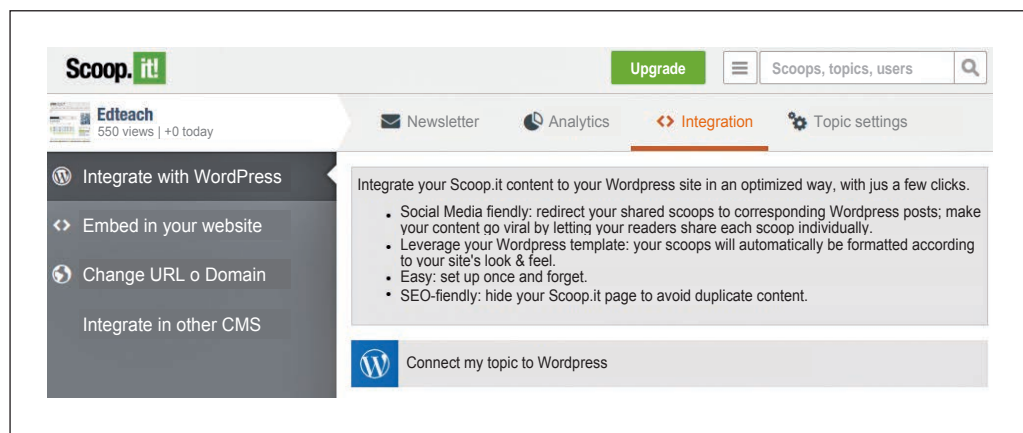 Scoop.it!
Upgrade
Scoops, topics, users
Edteach
550 views | +0 today
Newsletter
Analytics
Integration
Topic settings
Integrate with WordPress
Embed in your website
Change URL o Domain
Integrate in other CMS
Integrate your Scoop.it content to your Wordpress site in an optimized way, with jus a few clicks.
• Social Media fiendly: redirect your shared scoops to corresponding Wordpress posts; make
your content go viral by letting your readers share each scoop individually.
• Leverage your Wordpress template: your scoops will automatically be formatted according
to your site's look & feel.
• Easy: set up once and forget.
• SEO-fiendly: hide your Scoop.it page to avoid duplicate content.
Connect my topic to Wordpress